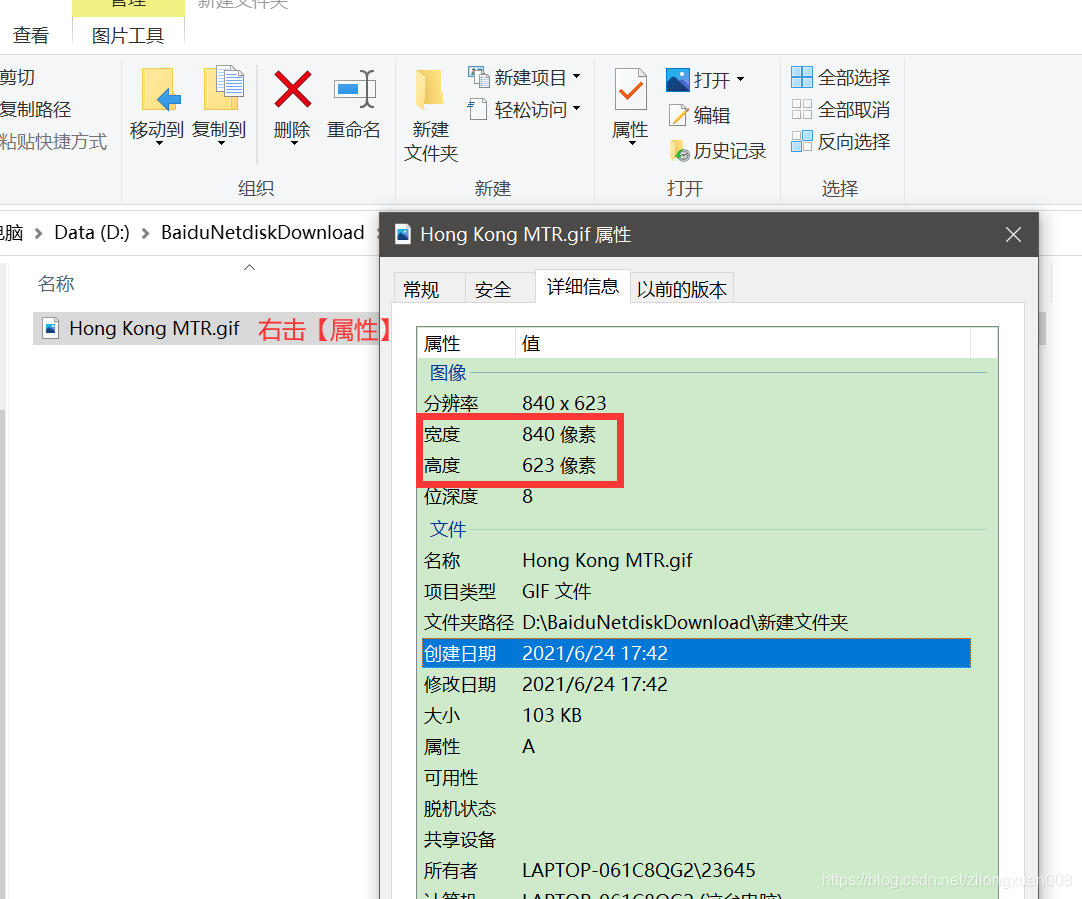 管理
新建文件夹
查看
图片工具
剪切
复制路径
粘贴快捷方式
移动到
复制到
删除
重命名
新建
文件夹
新建项目
轻松访问
属性
打开
编辑
历史记录
全部选择
全部取消
反向选择
组织
新建
打开
选择
电脑 > Data (D:) > BaiduNetdiskDownload >
名称
Hong Kong MTR.gif
右击【属性】
Hong Kong MTR.gif 属性
常规 安全 详细信息 以前的版本
属性 值
图像
分辨率 840 x 623
宽度 840 像素
高度 623 像素
位深度 8
文件
名称 Hong Kong MTR.gif
项目类型 GIF 文件
文件夹路径 D:\BaiduNetdiskDownload\新建文件夹
创建日期 2021/6/24 17:42
修改日期 2021/6/24 17:42
大小 103 KB
属性 A
可用性
脱机状态
共享设备
所有者 LAPTOP-061C8QG2\23645
计算机 LAPTOP-061C8QG2 (这台电脑)
https://blog.csdn.net/zilongxuan008